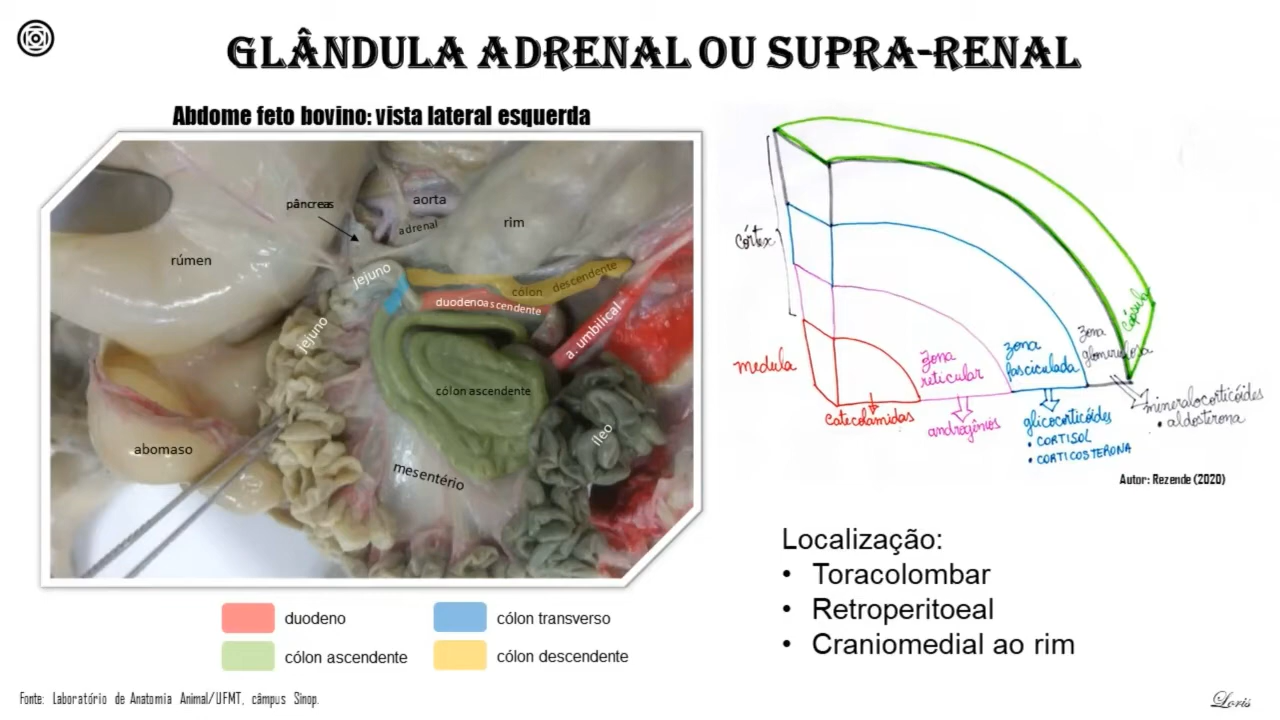 GLÂNDULA ADRENAL OU SUPRA-RENAL
Abdome feto bovino: vista lateral esquerda
pâncreas
aorta
adrenal
rim
rúmen
jejuno
cólon descendente
duodeno ascendente
jejuno
a. umbilical
cólon ascendente
íleo
abomaso
mesentério
duodeno
cólon transverso
cólon ascendente
cólon descendente
Fonte: Laboratório de Anatomia Animal/UFMT, câmpus Sinop.
córtex
cápsula
medula
zona reticular
zona fasciculada
zona glomerulosa
catecolamidas
andrógênios
glicocorticóides
• CORTISOL
• CORTICOSTERONA
mineralocorticóides
• aldosterona
Autor: Rezende (2020)
Localização:
• Toracolombar
• Retroperitoeal
• Craniomedial ao rim
Loris